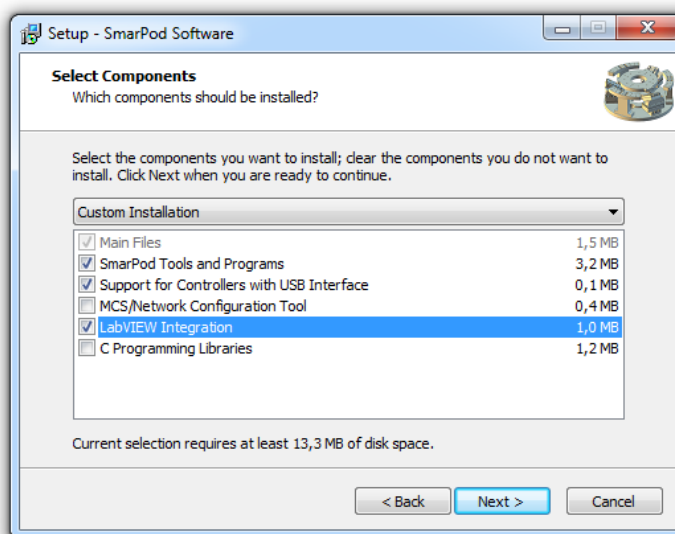 Setup - SmarPod Software
Select Components
Which components should be installed?
Select the components you want to install; clear the components you do not want to
install. Click Next when you are ready to continue.
Custom Installation
Main Files 1,5 MB
SmarPod Tools and Programs 3,2 MB
Support for Controllers with USB Interface 0,1 MB
MCS/Network Configuration Tool 0,4 MB
LabVIEW Integration 1,0 MB
C Programming Libraries 1,2 MB
Current selection requires at least 13,3 MB of disk space.
< Back Next > Cancel